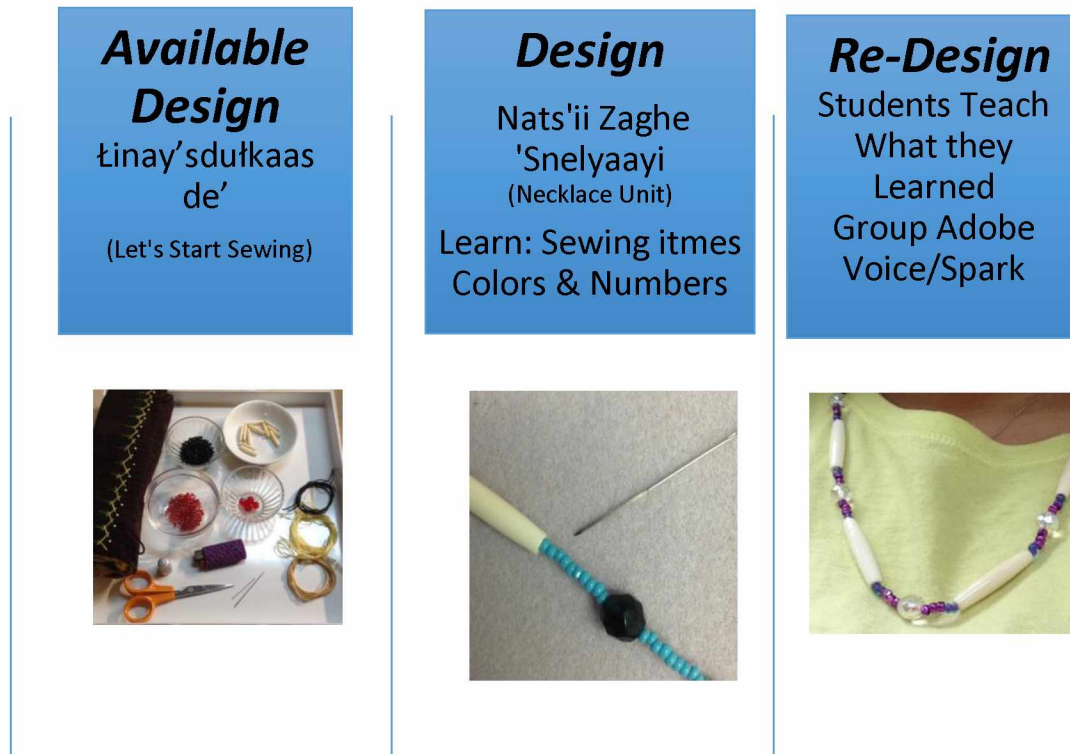 Available
Design
Łinay’sdułkaas
de’
(Let's Start Sewing)
Design
Nats'ii Zaghe
'Snelyaayi
(Necklace Unit)
Learn: Sewing itmes
Colors & Numbers
Re-Design
Students Teach
What they
Learned
Group Adobe
Voice/Spark